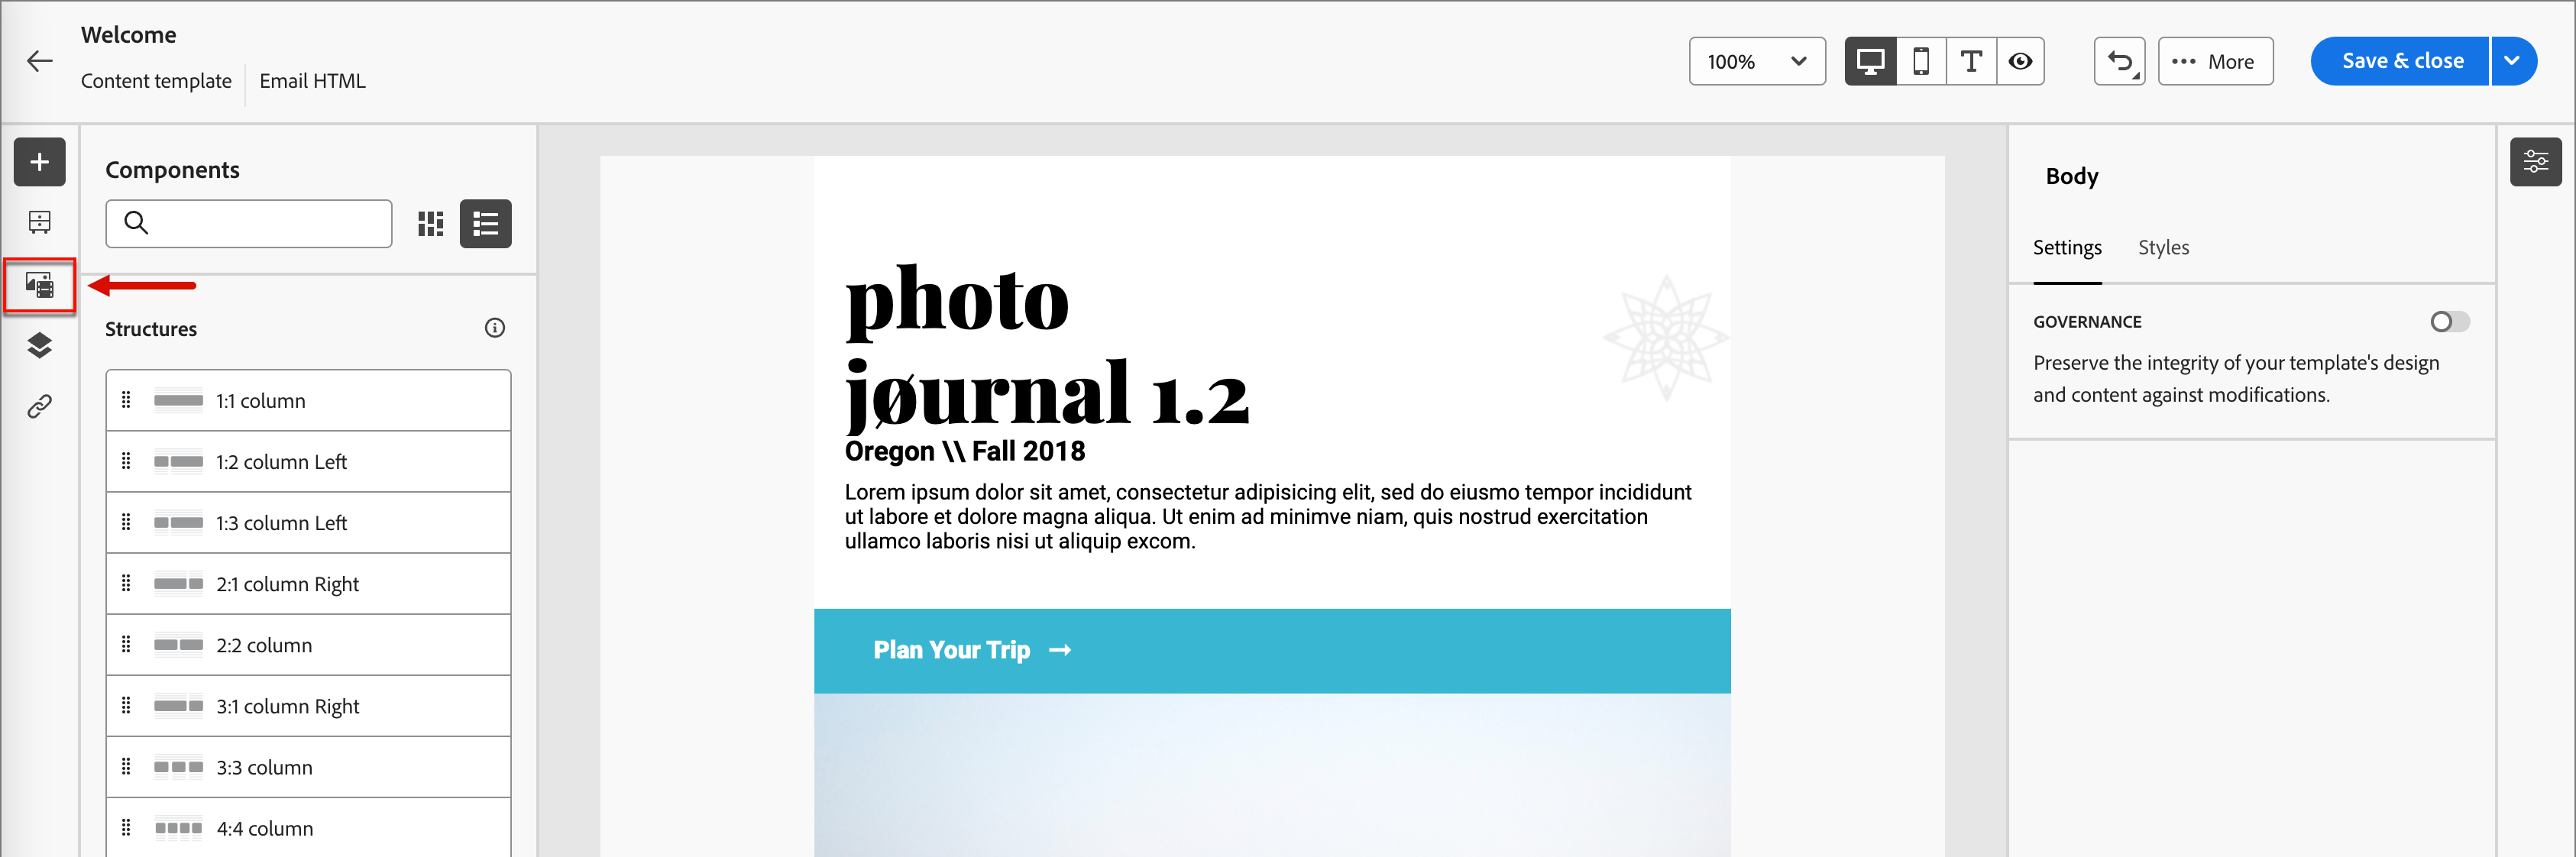 Welcome
Content template
Email HTML
100%
More
Save & close
Components
Structures
1:1 column
1:2 column Left
1:3 column Left
2:1 column Right
2:2 column
3:1 column Right
3:3 column
4:4 column
photo
jøurnal 1.2
Oregon \\ Fall 2018
Lorem ipsum dolor sit amet, consectetur adipisicing elit, sed do eiusmo tempor incididunt
ut labore et dolore magna aliqua. Ut enim ad minimve niam, quis nostrud exercitation
ullamco laboris nisi ut aliquip excom.
Plan Your Trip →
Body
Settings
Styles
GOVERNANCE
Preserve the integrity of your template's design
and content against modifications.